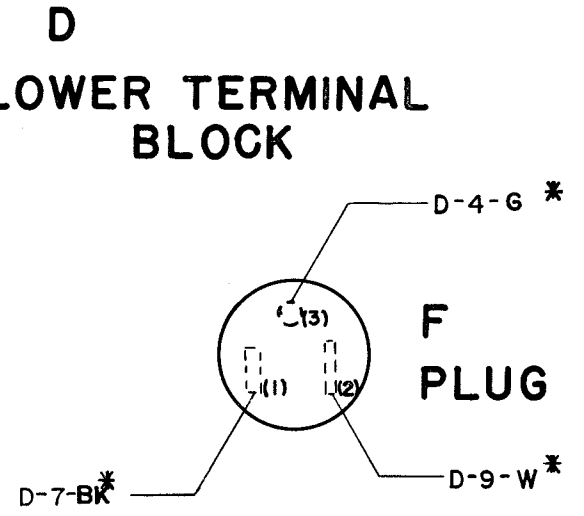 D
LOWER TERMINAL
BLOCK
D-4-G *
(3)
F
PLUG
(1)
(2)
D-7-BK*
D-9-W*